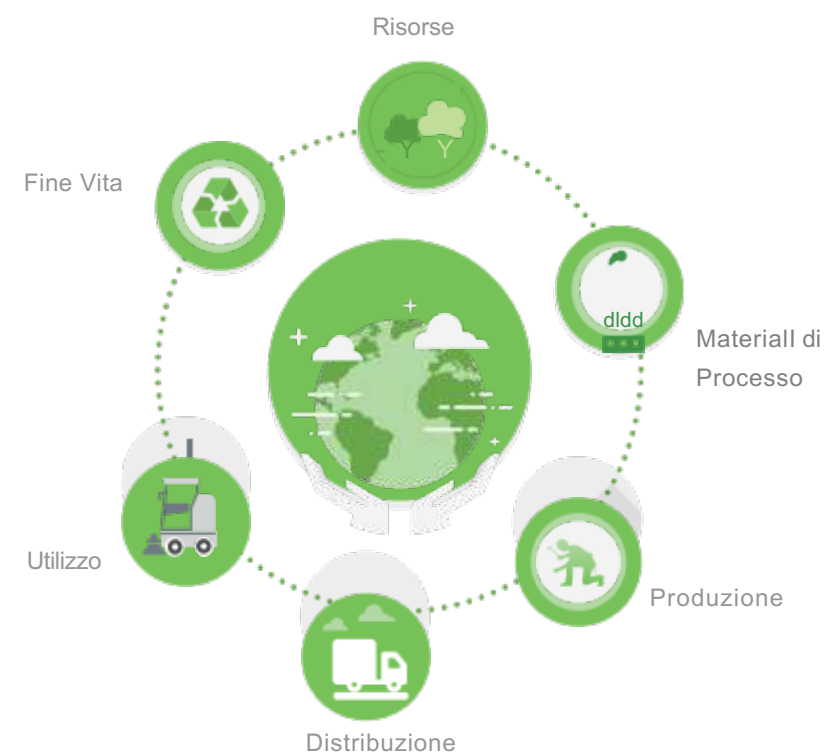 Risorse
Fine Vita
dldd
Materiall di
Processo
Utilizzo
Produzione
Distribuzione